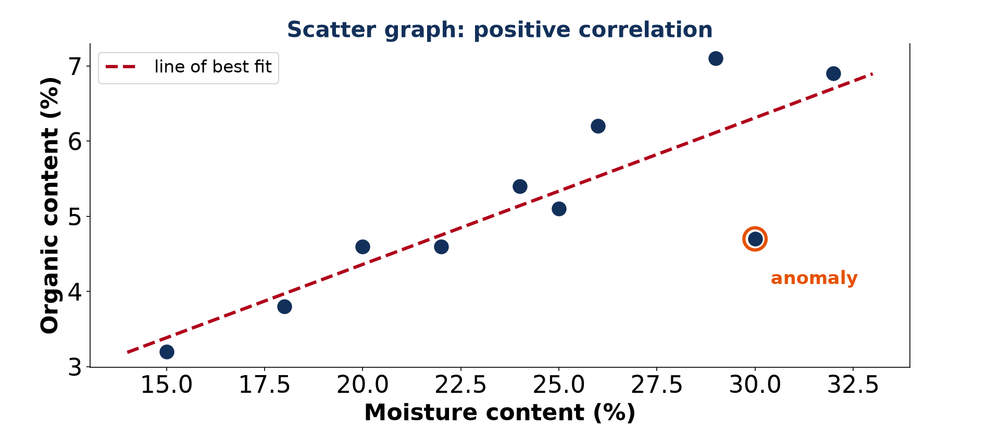 Scatter graph: positive correlation
line of best fit
Organic content (%)
7
6
5
4
3
anomaly
15.0 17.5 20.0 22.5 25.0 27.5 30.0 32.5
Moisture content (%)